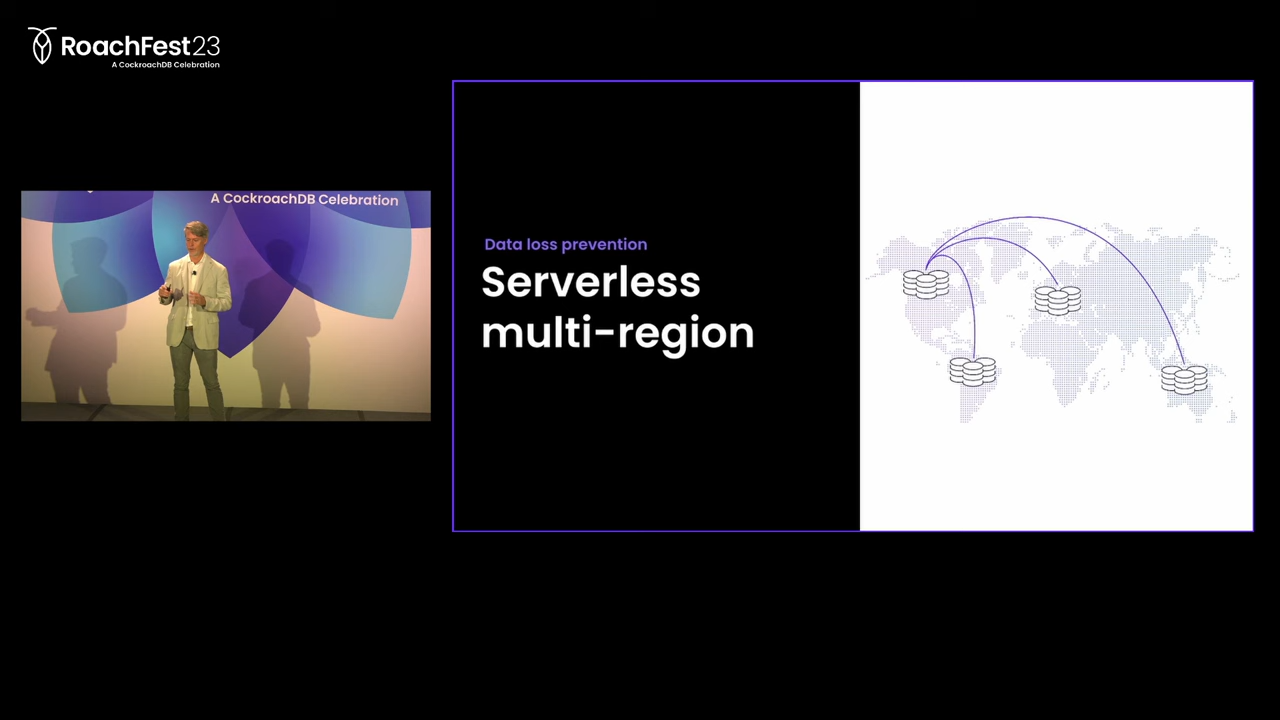 RoachFest23
A CockroachDB Celebration
A CockroachDB Celebration
Data loss prevention
Serverless
multi-region